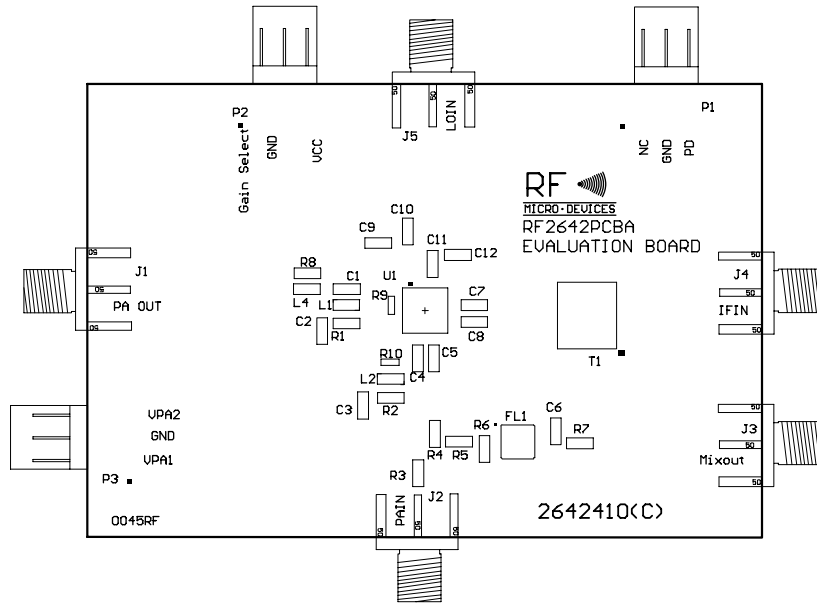 P2
P1
50
50
50
J5
LOIN
Gain Select
GND
VCC
NC
GND
PD
RF
MICRO-DEVICES
RF2642PCBA
EVALUATION BOARD
C10
C9
C11
C12
50
J1
50
PA OUT
50
R8
C1
U1
L4
L1
R9
C7
C2
R1
C8
50
J4
50
IFIN
50
T1
R10
C4
C5
L2
C3
R2
VPA2
GND
VPA1
P3
R6
FL1
C6
R7
R4
R5
R3
50
J3
50
Mixout
50
PAIN
J2
50
50
50
0045RF
2642410(C)